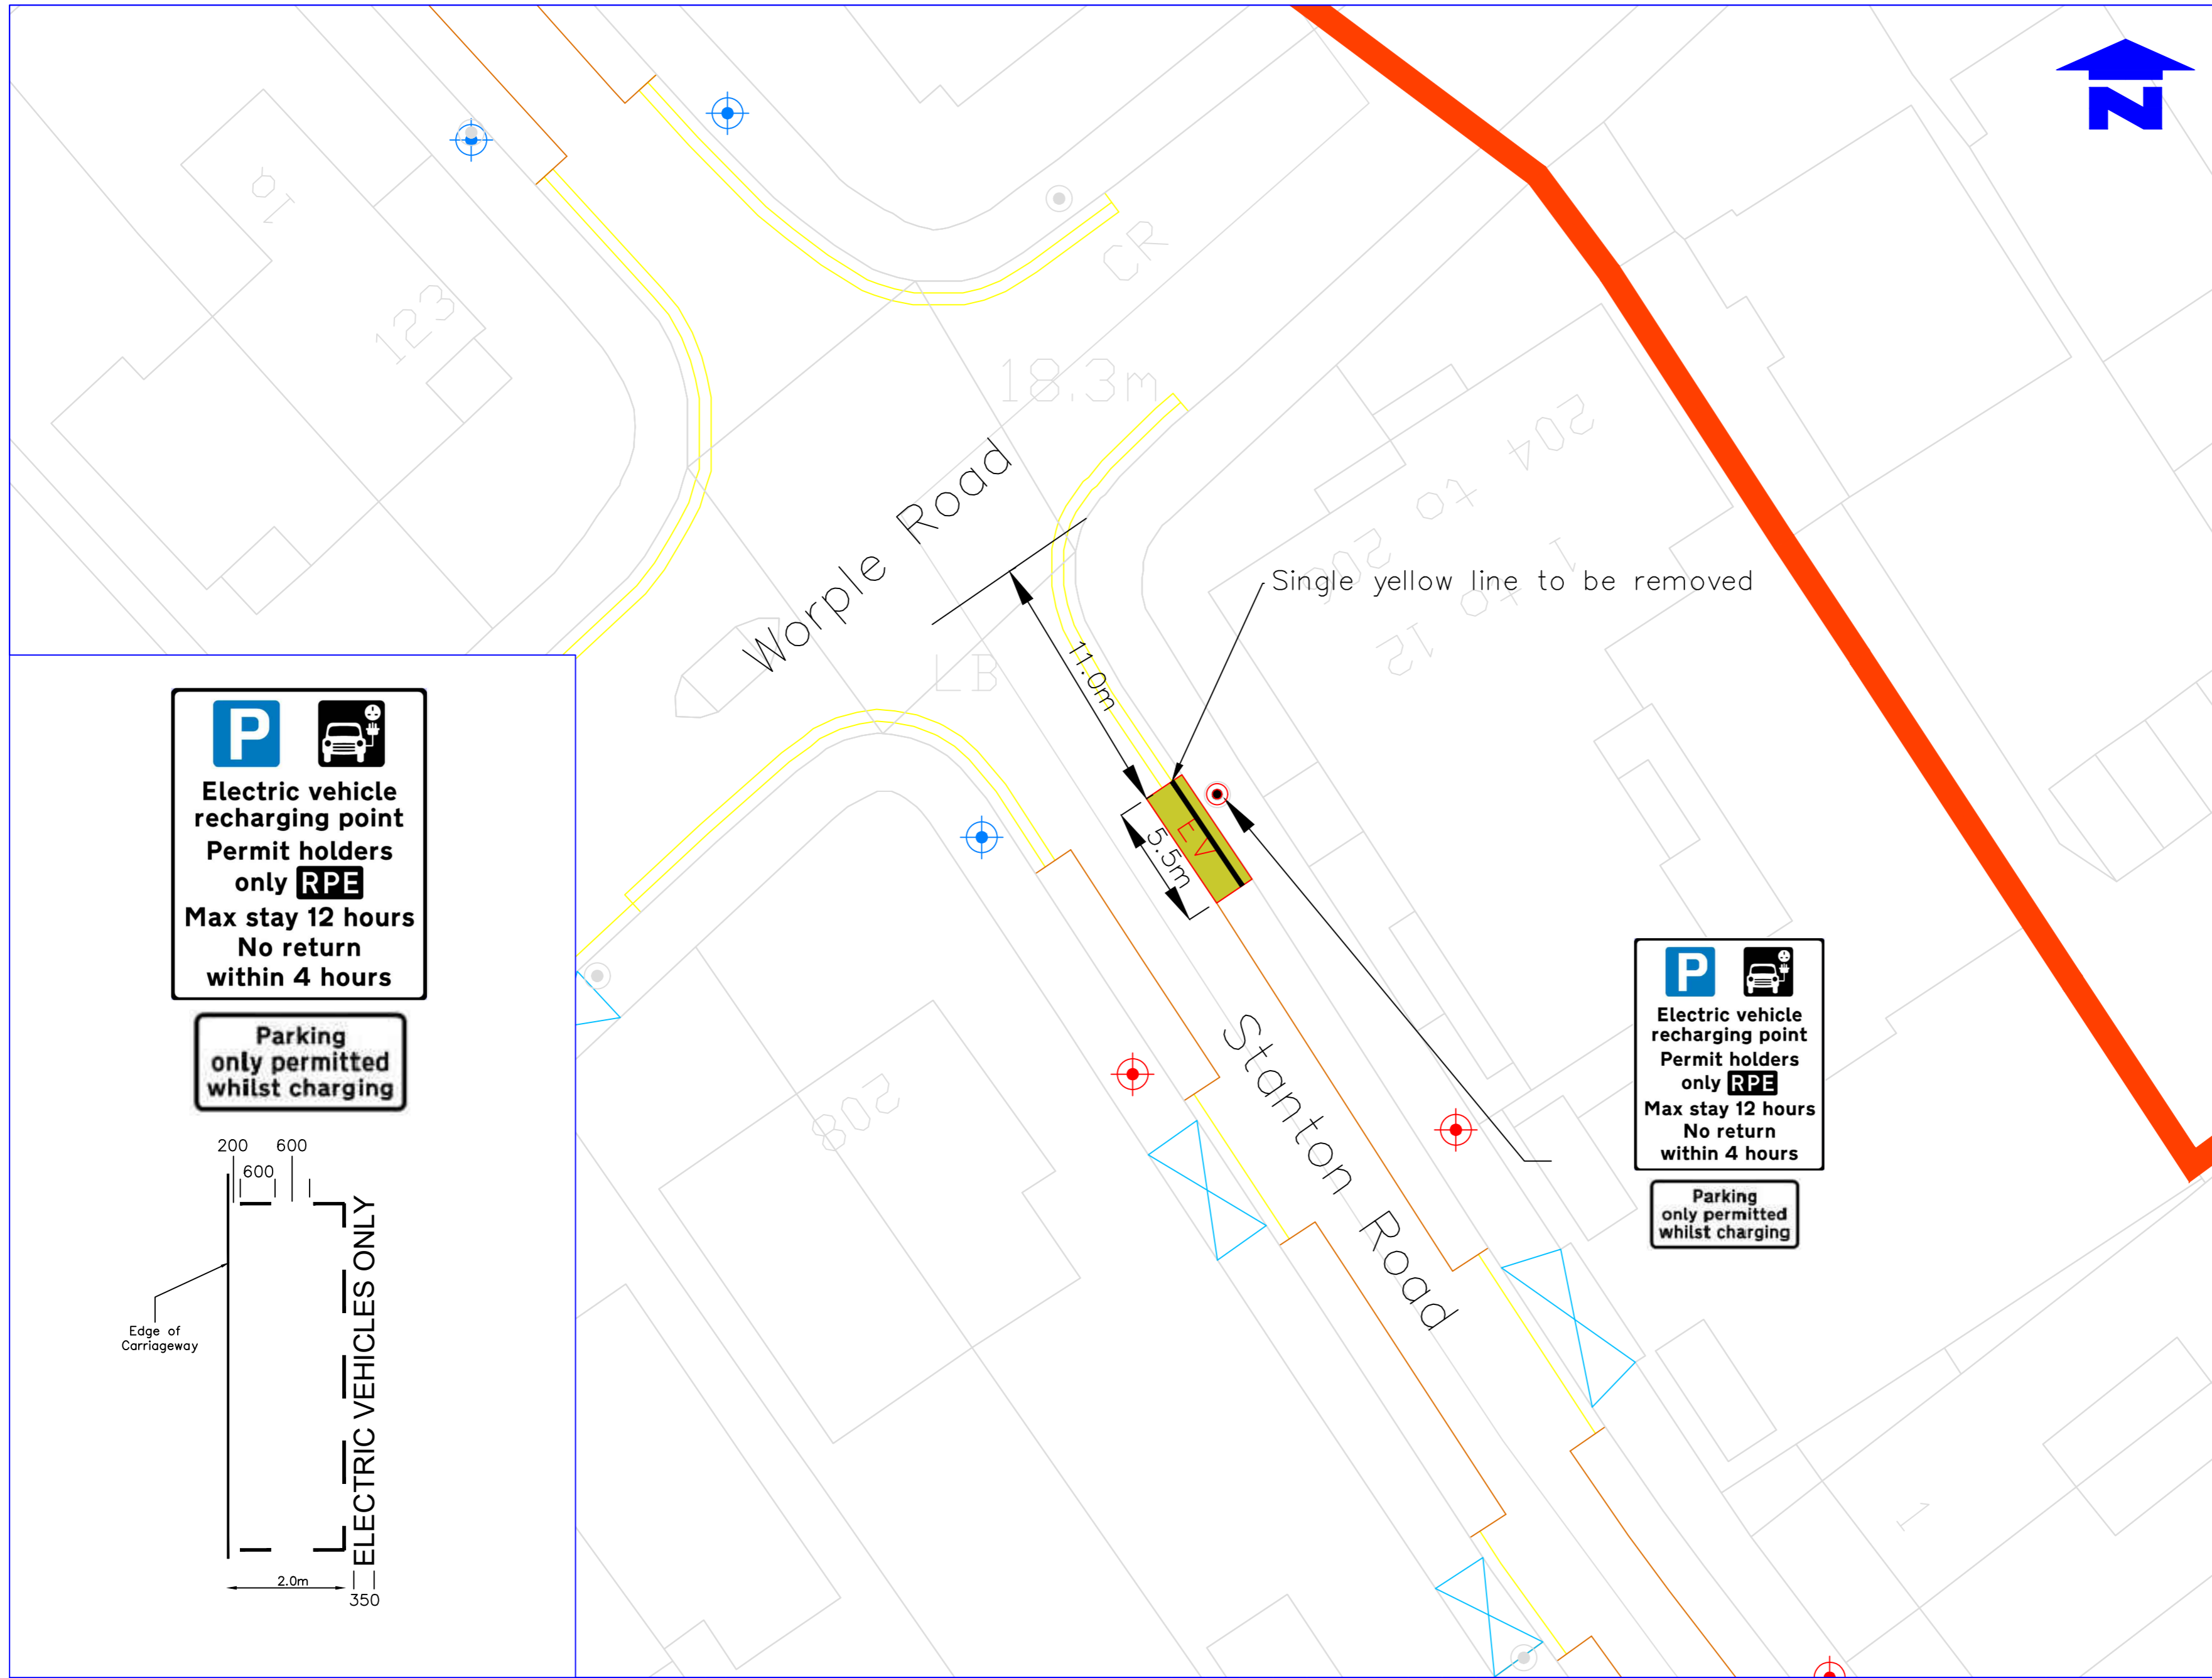 N
19
123
CR
18.3m
Worple Road
LB
204
to
206
1
to
12
Single yellow line to be removed
11.0m
EV
5.5m
208
Stanton Road
1
P
Electric vehicle
recharging point
Permit holders
only RPE
Max stay 12 hours
No return
within 4 hours
Parking
only permitted
whilst charging
200 600
600
Edge of
Carriageway
ELECTRIC VEHICLES ONLY
2.0m
350
P
Electric vehicle
recharging point
Permit holders
only RPE
Max stay 12 hours
No return
within 4 hours
Parking
only permitted
whilst charging